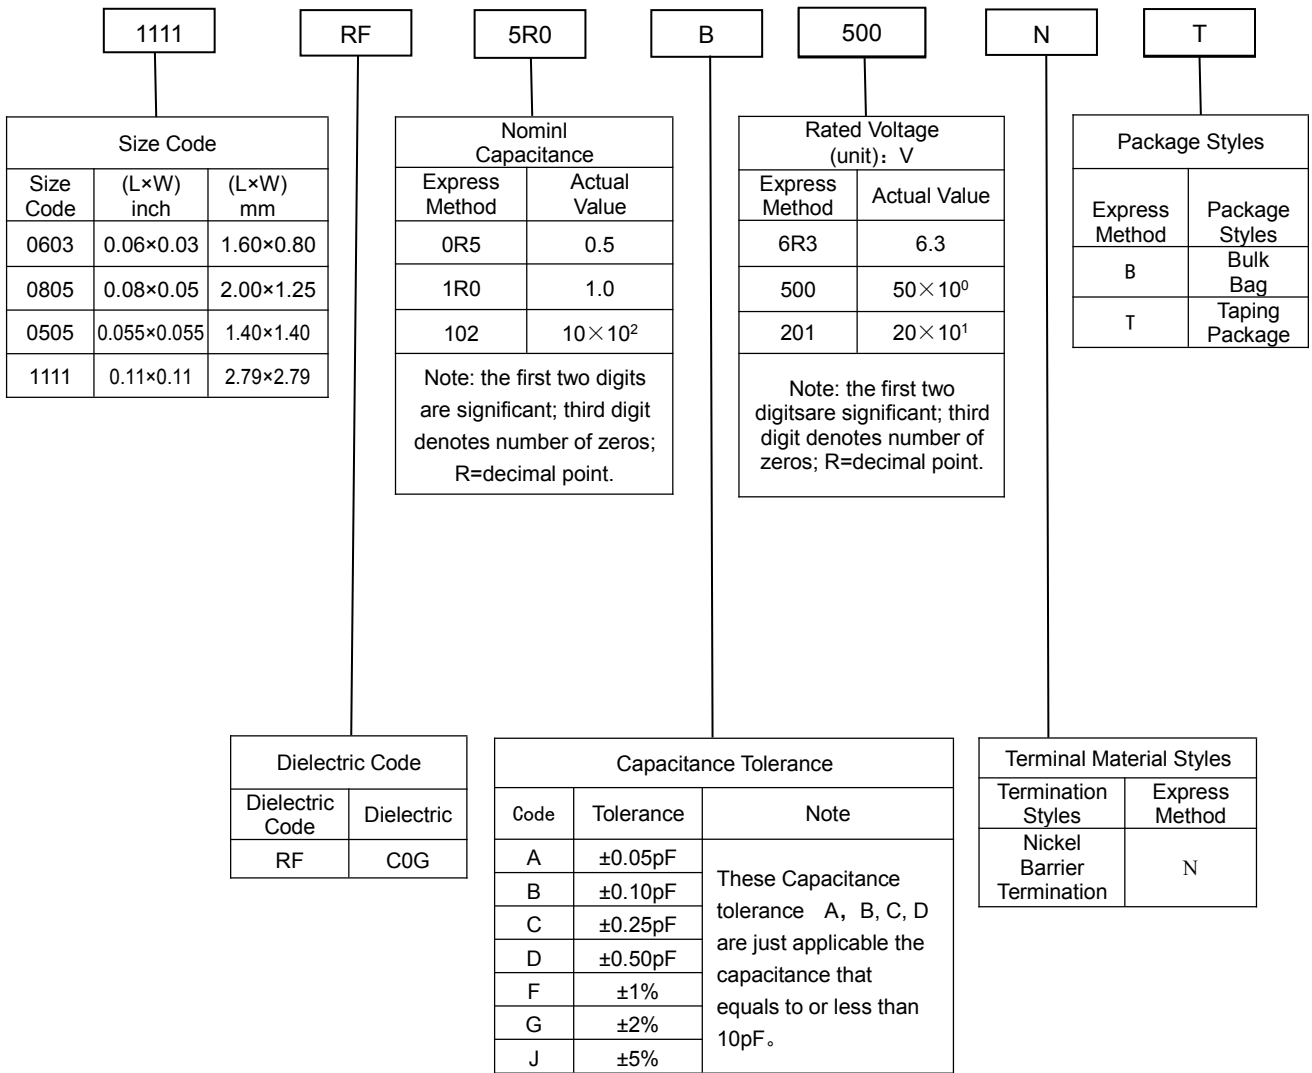 1111 RF 5R0 B 500 N T
Size Code
Size Code (L×W) inch (L×W) mm
0603 0.06×0.03 1.60×0.80
0805 0.08×0.05 2.00×1.25
0505 0.055×0.055 1.40×1.40
1111 0.11×0.11 2.79×2.79
Nominl
Capacitance
Express Method Actual Value
0R5 0.5
1R0 1.0
102 10×10²
Note: the first two digits
are significant; third digit
denotes number of zeros;
R=decimal point.
Rated Voltage
(unit)：V
Express Method Actual Value
6R3 6.3
500 50×10⁰
201 20×10¹
Note: the first two
digitsare significant; third
digit denotes number of
zeros; R=decimal point.
Package Styles
Express Method Package Styles
B Bulk Bag
T Taping Package
Dielectric Code
Dielectric Code Dielectric
RF C0G
Capacitance Tolerance
Code Tolerance Note
A ±0.05pF
B ±0.10pF
C ±0.25pF
D ±0.50pF
F ±1%
G ±2%
J ±5%
These Capacitance
tolerance A，B, C, D
are just applicable the
capacitance that
equals to or less than
10pF。
Terminal Material Styles
Termination Styles Express Method
Nickel Barrier Termination N